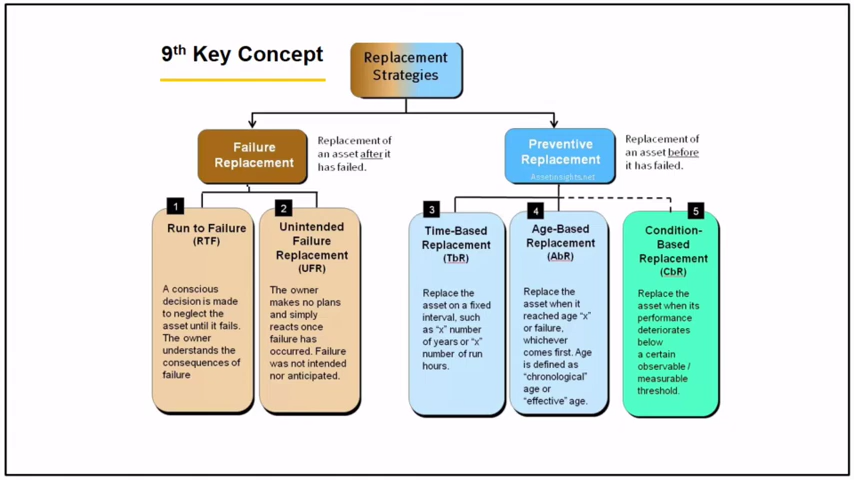 9th Key Concept
Replacement
Strategies
Failure
Replacement
Replacement of
an asset after it
has failed.
Preventive
Replacement
Assetinsights.net
Replacement of
an asset before
it has failed.
1
Run to Failure
(RTF)
A conscious
decision is made
to neglect the
asset until it fails.
The owner
understands the
consequences of
failure
2
Unintended
Failure
Replacement
(UFR)
The owner
makes no plans
and simply
reacts once
failure has
occurred. Failure
was not intended
nor anticipated.
3
Time-Based
Replacement
(TbR)
Replace the
asset on a fixed
interval, such
as "x" number
of years or "x"
number of run
hours.
4
Age-Based
Replacement
(AbR)
Replace the
asset when it
reached age "x"
or failure,
whichever
comes first. Age
is defined as
"chronological"
age or
"effective" age.
5
Condition-
Based
Replacement
(CbR)
Replace the
asset when its
performance
deteriorates
below
a certain
observable /
measurable
threshold.